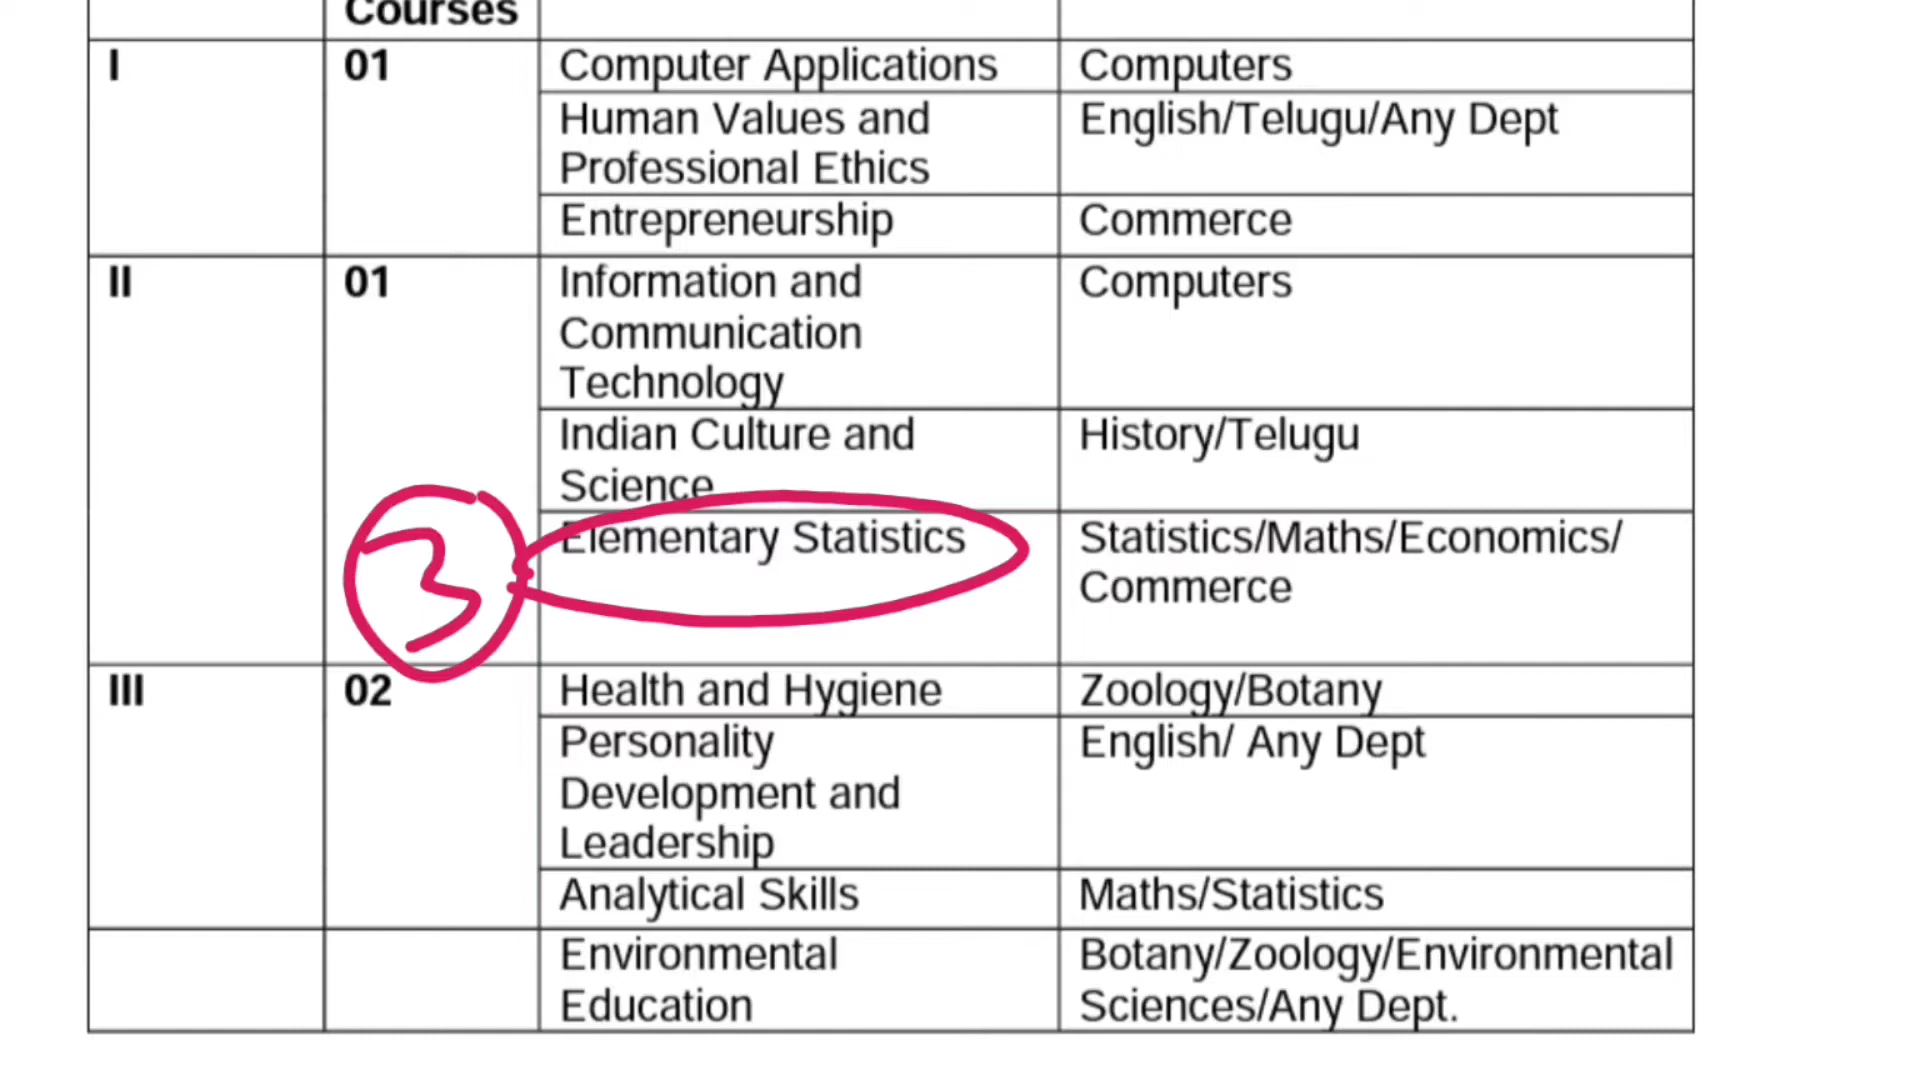 Courses
I 01 Computer Applications Computers
Human Values and English/Telugu/Any Dept
Professional Ethics
Entrepreneurship Commerce
II 01 Information and Computers
Communication
Technology
Indian Culture and History/Telugu
Science
Elementary Statistics Statistics/Maths/Economics/
3 Commerce
III 02 Health and Hygiene Zoology/Botany
Personality English/ Any Dept
Development and
Leadership
Analytical Skills Maths/Statistics
Environmental Botany/Zoology/Environmental
Education Sciences/Any Dept.